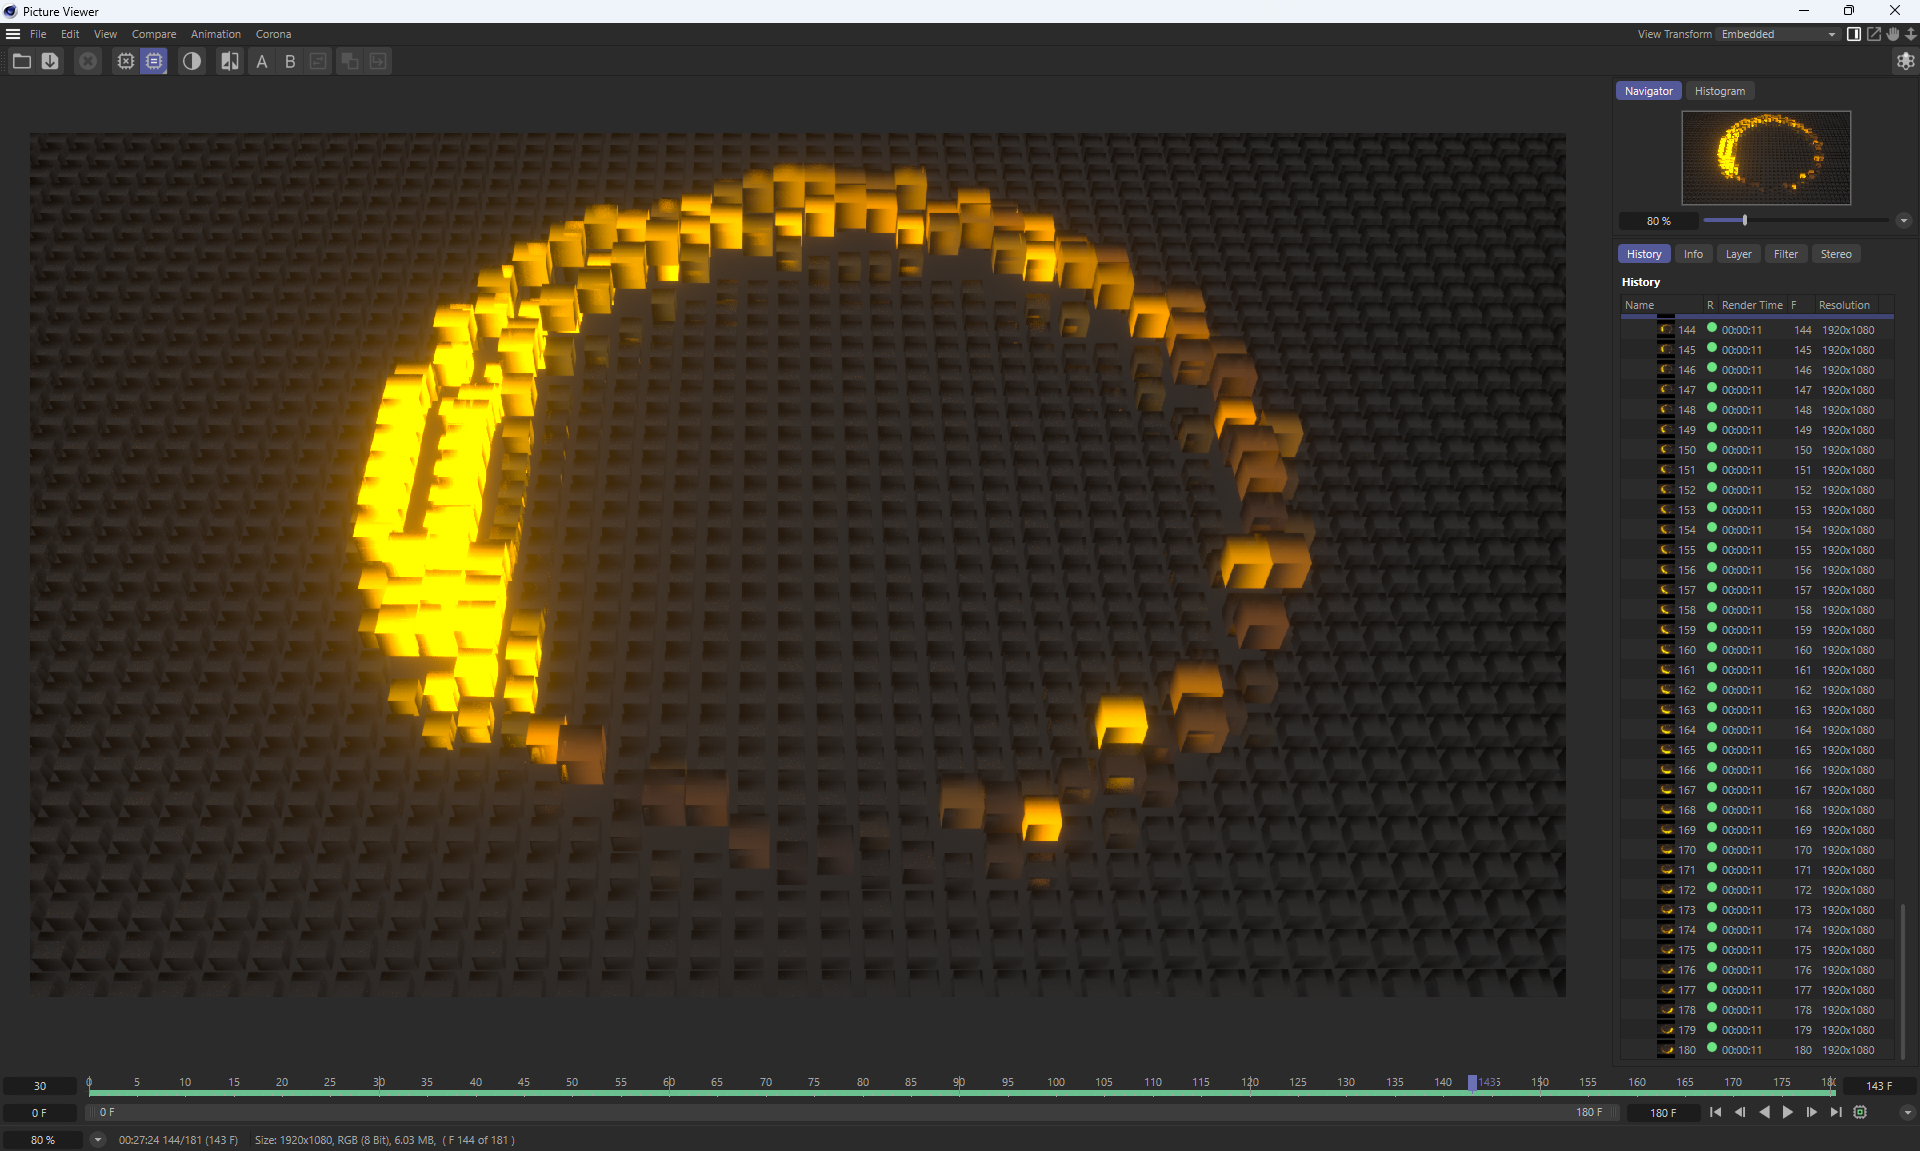 Picture Viewer
File Edit View Compare Animation Corona
View Transform Embedded
A B
Navigator Histogram
80 %
History Info Layer Filter Stereo
History
Name R Render Time F Resolution
144 00:00:11 144 1920x1080
145 00:00:11 145 1920x1080
146 00:00:11 146 1920x1080
147 00:00:11 147 1920x1080
148 00:00:11 148 1920x1080
149 00:00:11 149 1920x1080
150 00:00:11 150 1920x1080
151 00:00:11 151 1920x1080
152 00:00:11 152 1920x1080
153 00:00:11 153 1920x1080
154 00:00:11 154 1920x1080
155 00:00:11 155 1920x1080
156 00:00:11 156 1920x1080
157 00:00:11 157 1920x1080
158 00:00:11 158 1920x1080
159 00:00:11 159 1920x1080
160 00:00:11 160 1920x1080
161 00:00:11 161 1920x1080
162 00:00:11 162 1920x1080
163 00:00:11 163 1920x1080
164 00:00:11 164 1920x1080
165 00:00:11 165 1920x1080
166 00:00:11 166 1920x1080
167 00:00:11 167 1920x1080
168 00:00:11 168 1920x1080
169 00:00:11 169 1920x1080
170 00:00:11 170 1920x1080
171 00:00:11 171 1920x1080
172 00:00:11 172 1920x1080
173 00:00:11 173 1920x1080
174 00:00:11 174 1920x1080
175 00:00:11 175 1920x1080
176 00:00:11 176 1920x1080
177 00:00:11 177 1920x1080
178 00:00:11 178 1920x1080
179 00:00:11 179 1920x1080
180 00:00:11 180 1920x1080
30 0 5 10 15 20 25 30 35 40 45 50 55 60 65 70 75 80 85 90 95 100 105 110 115 120 125 130 135 140 143 150 155 160 165 170 175 143 F
0 F 0 F 180 F 180 F
80 % 00:27:24 144/181 (143 F) Size: 1920x1080, RGB (8 Bit), 6.03 MB, ( F 144 of 181 )